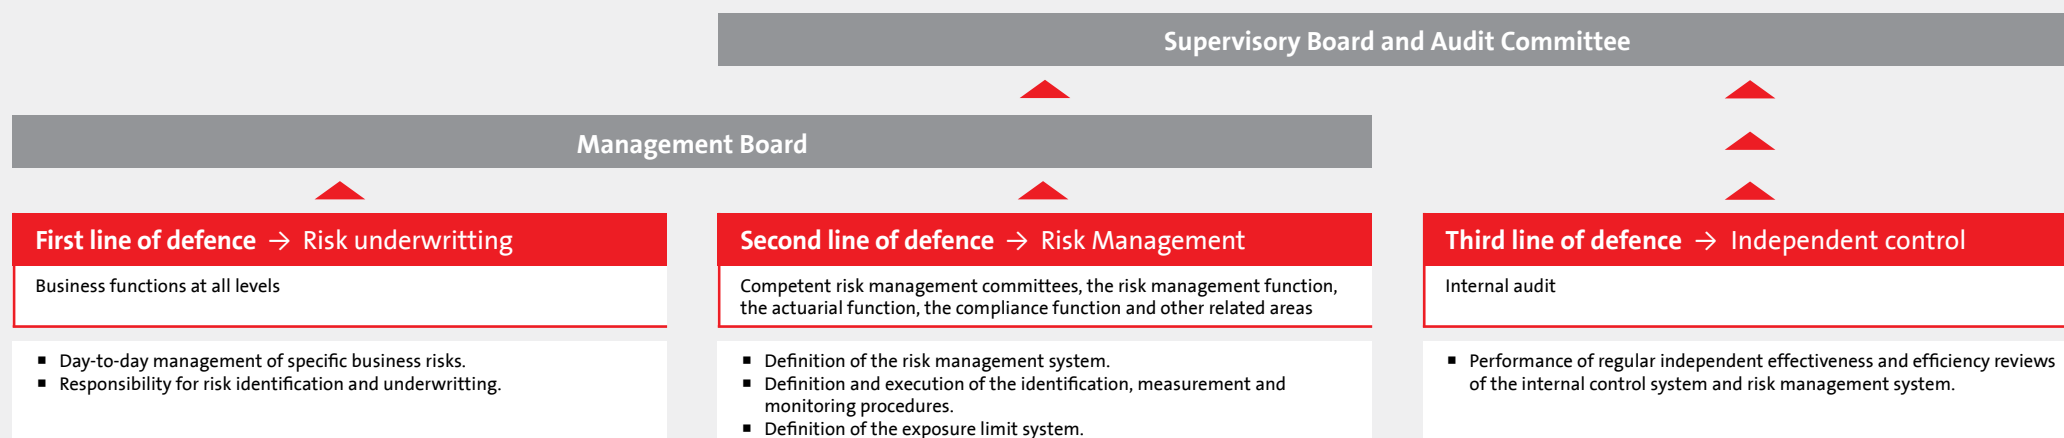 Supervisory Board and Audit Committee
Management Board
First line of defence → Risk underwritting
Business functions at all levels
▪ Day-to-day management of specific business risks.
▪ Responsibility for risk identification and underwritting.
Second line of defence → Risk Management
Competent risk management committees, the risk management function,
the actuarial function, the compliance function and other related areas
▪ Definition of the risk management system.
▪ Definition and execution of the identification, measurement and
monitoring procedures.
▪ Definition of the exposure limit system.
Third line of defence → Independent control
Internal audit
▪ Performance of regular independent effectiveness and efficiency reviews
of the internal control system and risk management system.